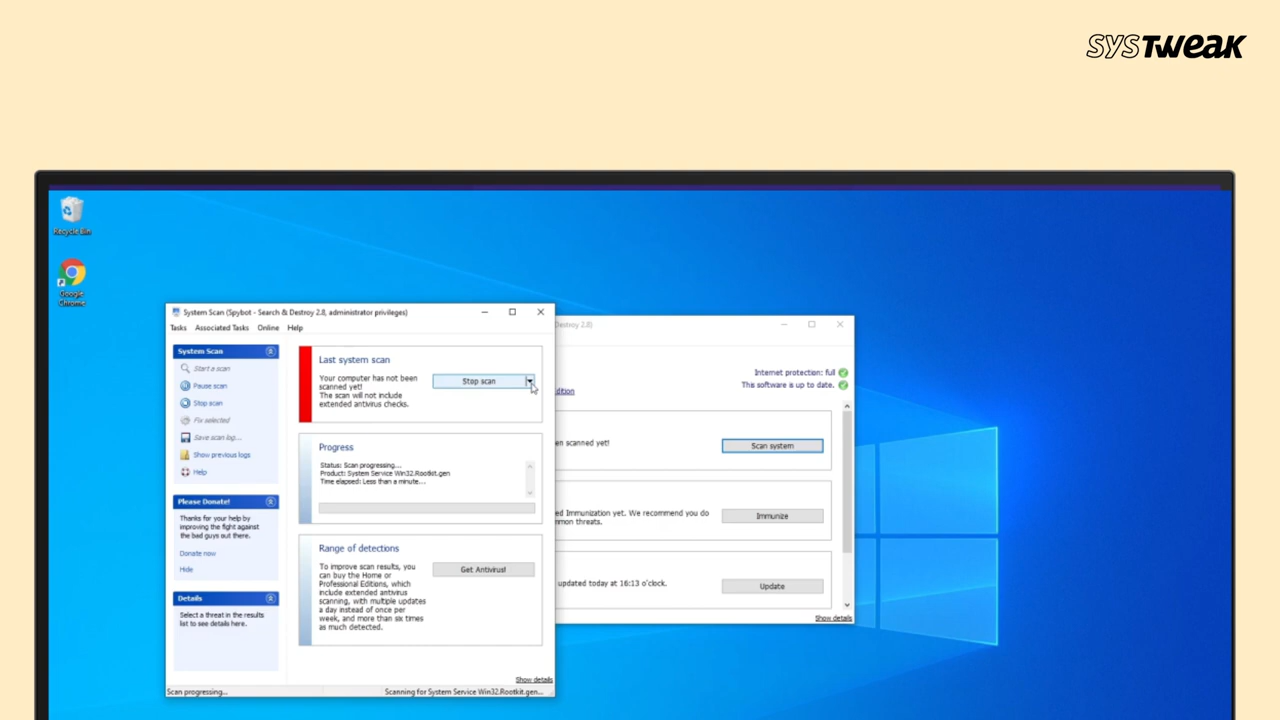 SYSTweak
Recycle Bin
Google
Chrome
System Scan (Spybot - Search & Destroy 2.8, administrator privileges)
Tasks Associated Tasks Online Help
System Scan
Start a scan
Pause scan
Stop scan
Fix selected
Save scan log...
Show previous logs
Help
Please Donate!
Thanks for your help by
improving the fight against
the bad guys out there.
Donate now
Hide
Details
Select a threat in the results
list to see details here.
Last system scan
Your computer has not been
scanned yet!
The scan will not include
extended antivirus checks.
Stop scan
Progress
Status: Scan progressing...
Product: System Service Win32.Rootkit.gen
Time elapsed: Less than a minute...
Range of detections
To improve scan results, you
can buy the Home or
Professional Editions, which
include extended antivirus
scanning, with multiple updates
a day instead of once per
week, and more than six times
as much detected.
Get Antivirus!
Show details
Scan progressing...
Scanning for System Service Win32.Rootkit.gen...
Destroy 2.8)
Internet protection: full
This software is up to date.
dition
en scanned yet!
Scan system
ed Immunization yet. We recommend you do
mmon threats.
Immunize
updated today at 16:13 o'clock.
Update
Show details